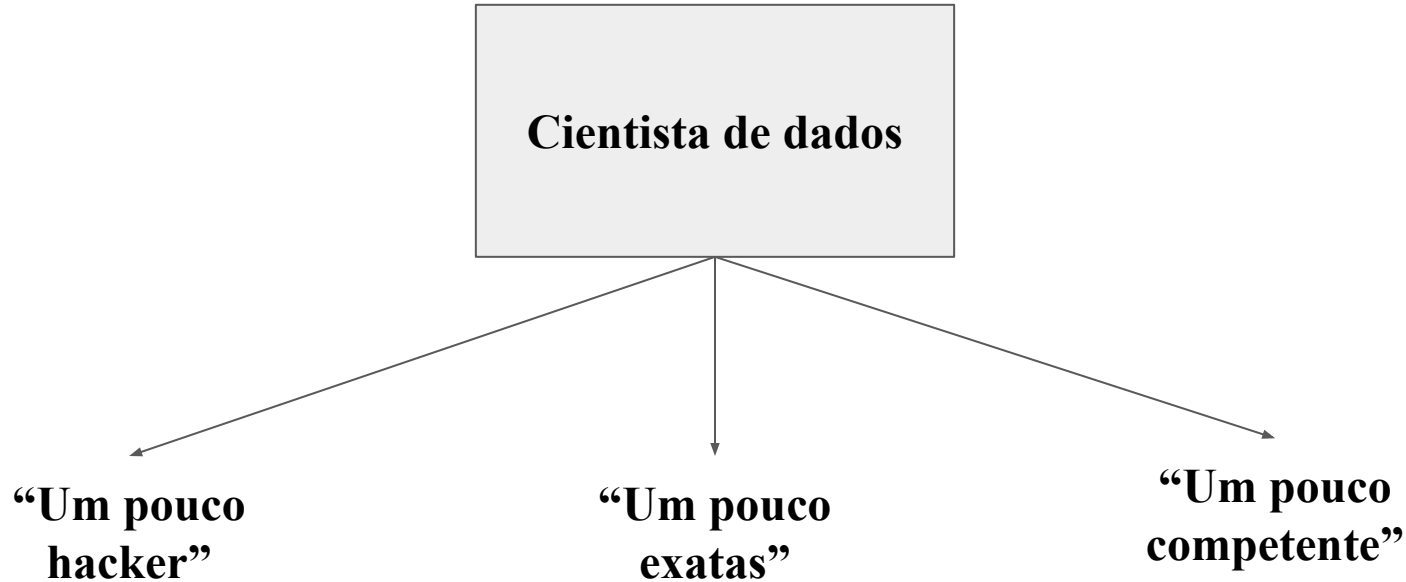 Cientista de dados
“Um pouco
hacker”
“Um pouco
exatas”
“Um pouco
competente”